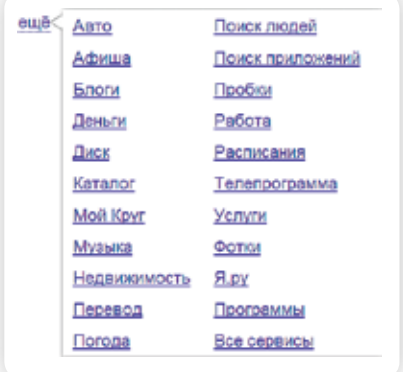 ещё
Авто
Афиша
Блоги
Деньги
Диск
Каталог
Мой Круг
Музыка
Недвижимость
Перевод
Погода
Поиск людей
Поиск приложений
Пробки
Работа
Расписания
Телепрограмма
Услуги
Фотки
Я.ру
Программы
Все сервисы